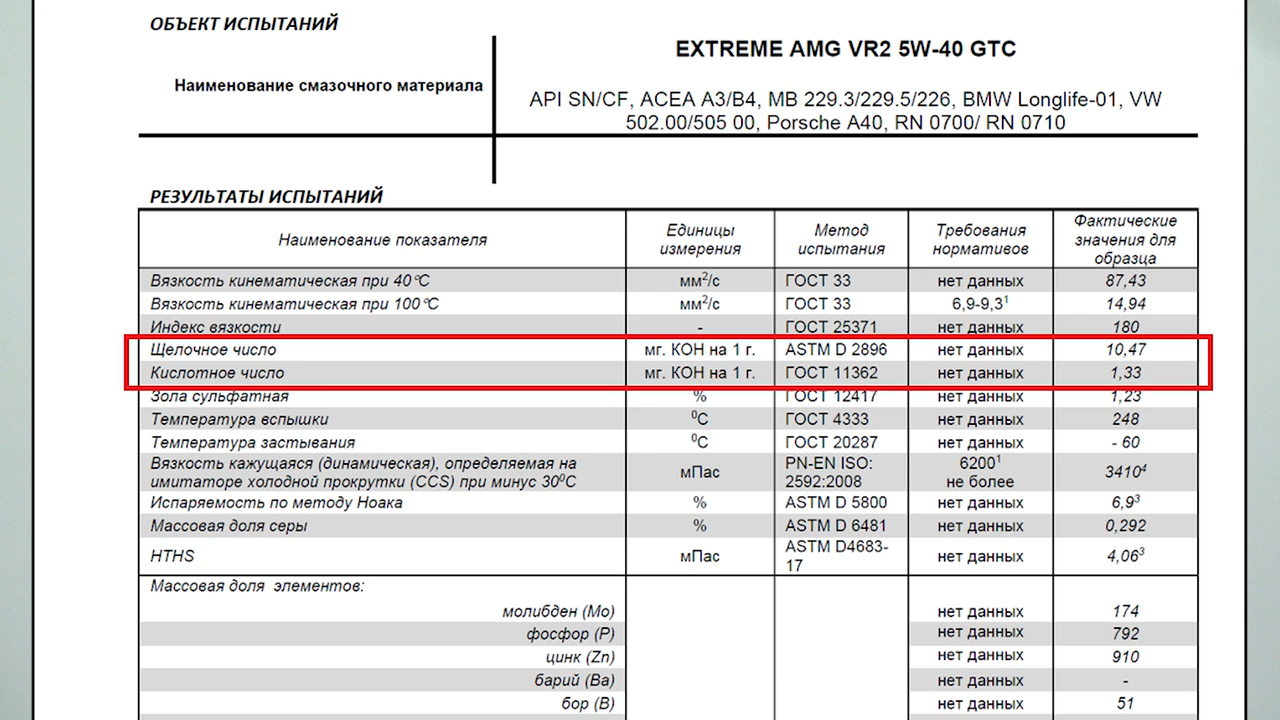 ОБЪЕКТ ИСПЫТАНИЙ
Наименование смазочного материала
EXTREME AMG VR2 5W-40 GTC
API SN/CF, ACEA A3/B4, MB 229.3/229.5/226, BMW Longlife-01, VW
502.00/505 00, Porsche A40, RN 0700/ RN 0710
РЕЗУЛЬТАТЫ ИСПЫТАНИЙ
Наименование показателя Единицы измерения Метод испытания Требования нормативов Фактические значения для образца
Вязкость кинематическая при 40°С мм²/с ГОСТ 33 нет данных 87,43
Вязкость кинематическая при 100°С мм²/с ГОСТ 33 6,9-9,3¹ 14,94
Индекс вязкости - ГОСТ 25371 нет данных 180
Щелочное число мг. КОН на 1 г. ASTM D 2896 нет данных 10,47
Кислотное число мг. КОН на 1 г. ГОСТ 11362 нет данных 1,33
Зола сульфатная % ГОСТ 12417 нет данных 1,23
Температура вспышки ⁰С ГОСТ 4333 нет данных 248
Температура застывания ⁰С ГОСТ 20287 нет данных - 60
Вязкость кажущаяся (динамическая), определяемая на имитаторе холодной прокрутки (CCS) при минус 30⁰С мПас PN-EN ISO: 2592:2008 6200¹ не более 3410⁴
Испаряемость по методу Ноака % ASTM D 5800 нет данных 6,9³
Массовая доля серы % ASTM D 6481 нет данных 0,292
HTHS мПас ASTM D4683-17 нет данных 4,06³
Массовая доля элементов:
молибден (Mo) нет данных 174
фосфор (P) нет данных 792
цинк (Zn) нет данных 910
барий (Ba) нет данных -
бор (B) нет данных 51